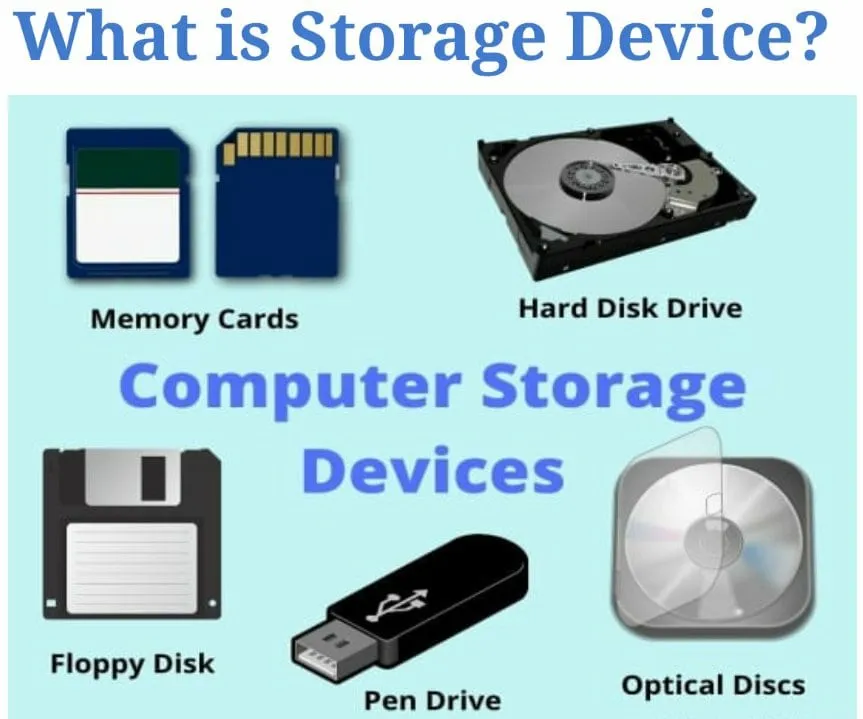 What is Storage Device?
Memory Cards
Hard Disk Drive
Computer Storage
Devices
Floppy Disk
Pen Drive
Optical Discs